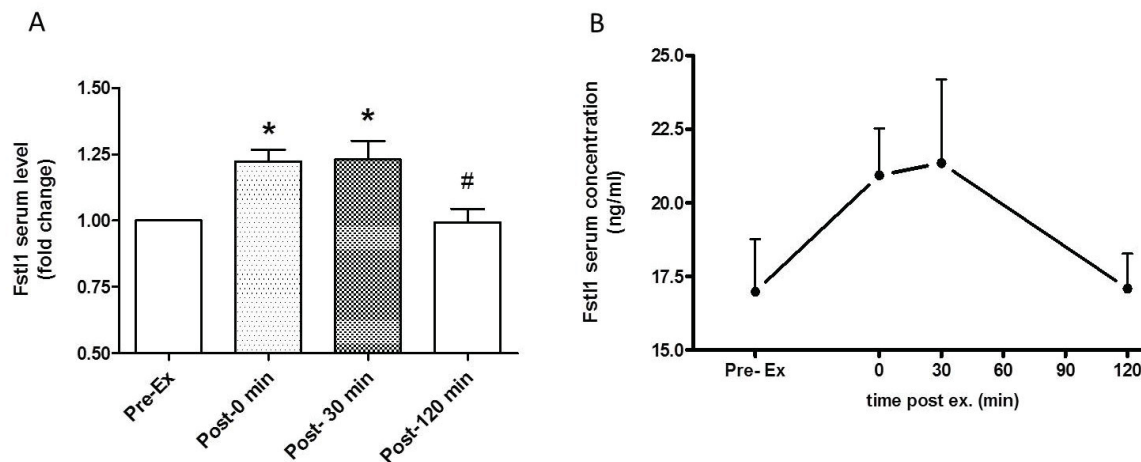 A
Fstl1 serum level
(fold change)
1.50
1.25
1.00
0.75
0.50
*
*
#
Pre-Ex
Post-0 min
Post- 30 min
Post-120 min
B
Fstl1 serum concentration
(ng/ml)
25.0
22.5
20.0
17.5
15.0
Pre- Ex
0
30
60
90
120
time post ex. (min)